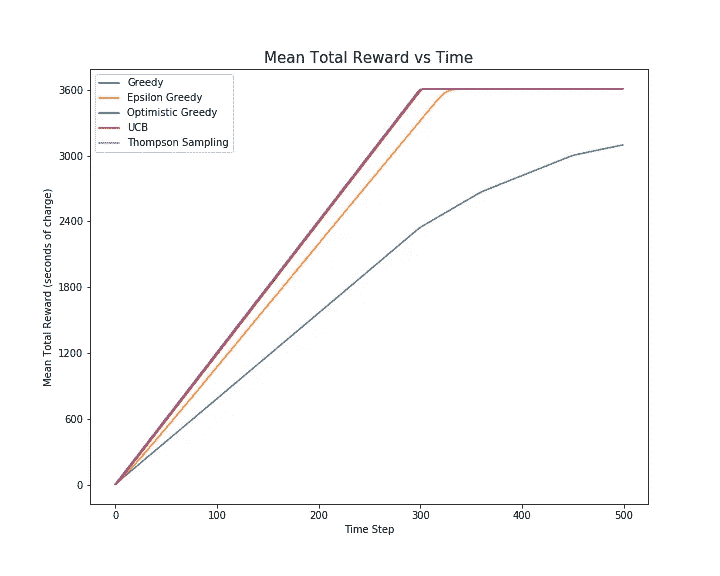 Mean Total Reward vs Time
Greedy
Epsilon Greedy
Optimistic Greedy
UCB
Thompson Sampling
3600
3000
2400
1800
1200
600
0
Mean Total Reward (seconds of charge)
0 100 200 300 400 500
Time Step